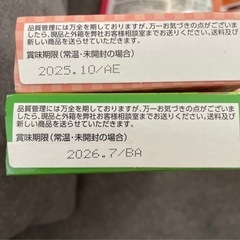 品質管理には万全を期しておりますが、万一お気づきの点がございましたら、現品と外箱を弊社お客様相談室までお送りください。送料及び新しい商品を送らせていただきます。
賞味期限(常温・未開封の場合)
2025.10/AE
品質管理には万全を期しておりますが、万一お気づきの点がございましたら、現品と外箱を弊社お客様相談室までお送りください。送料及び新しい商品を送らせていただきます。
賞味期限(常温・未開封の場合)
2026.7/BA